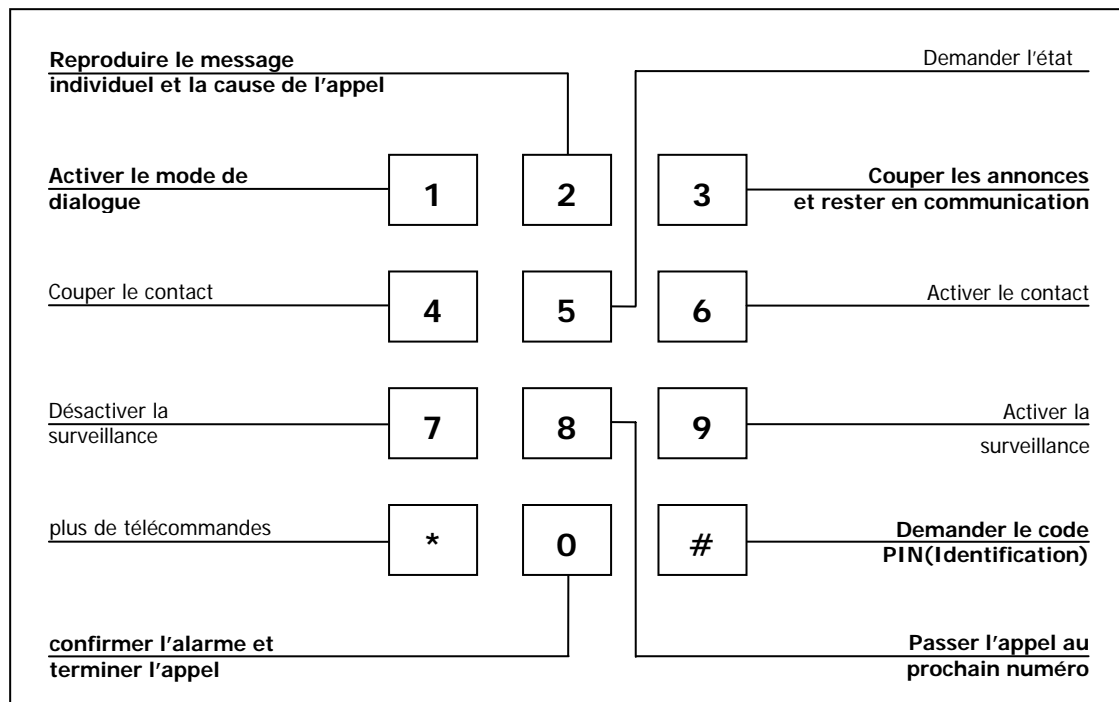 Reproduire le message
individuel et la cause de l'appel
Demander l'état
Activer le mode de
dialogue
1
2
3
Couper les annonces
et rester en communication
Couper le contact
4
5
6
Activer le contact
Désactiver la
surveillance
7
8
9
Activer la
surveillance
plus de télécommandes
*
0
#
Demander le code
PIN(Identification)
confirmer l'alarme et
terminer l'appel
Passer l'appel au
prochain numéro